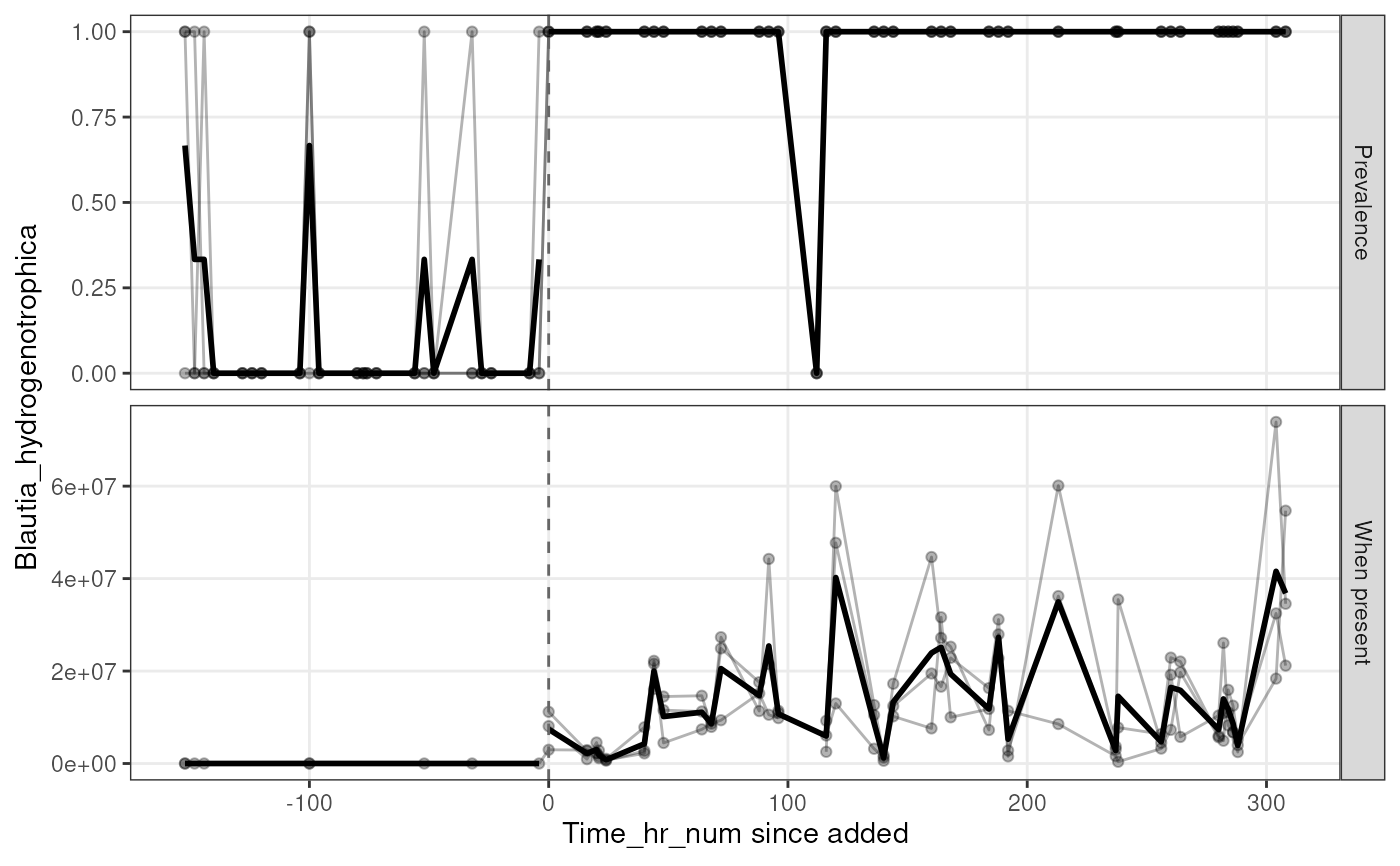 Blautia_hydrogenotrophica
1.00
0.75
0.50
0.25
0.00
Prevalence
6e+07
4e+07
2e+07
0e+00
When present
-100
0
100
200
300
Time_hr_num since added